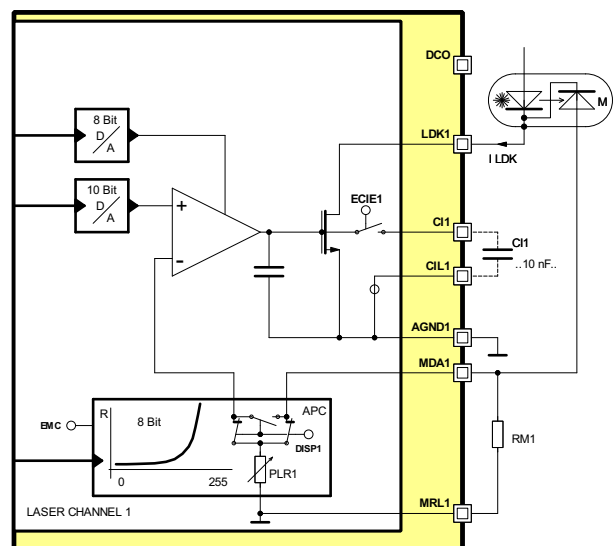 DCO
M
8 Bit
D
A
LDK1
I LDK
10 Bit
D
A
+
ECIE1
CI1
CI1
..10 nF..
-
CIL1
AGND1
MDA1
R
8 Bit
APC
EMC
DISP1
RM1
PLR1
0
255
LASER CHANNEL 1
MRL1